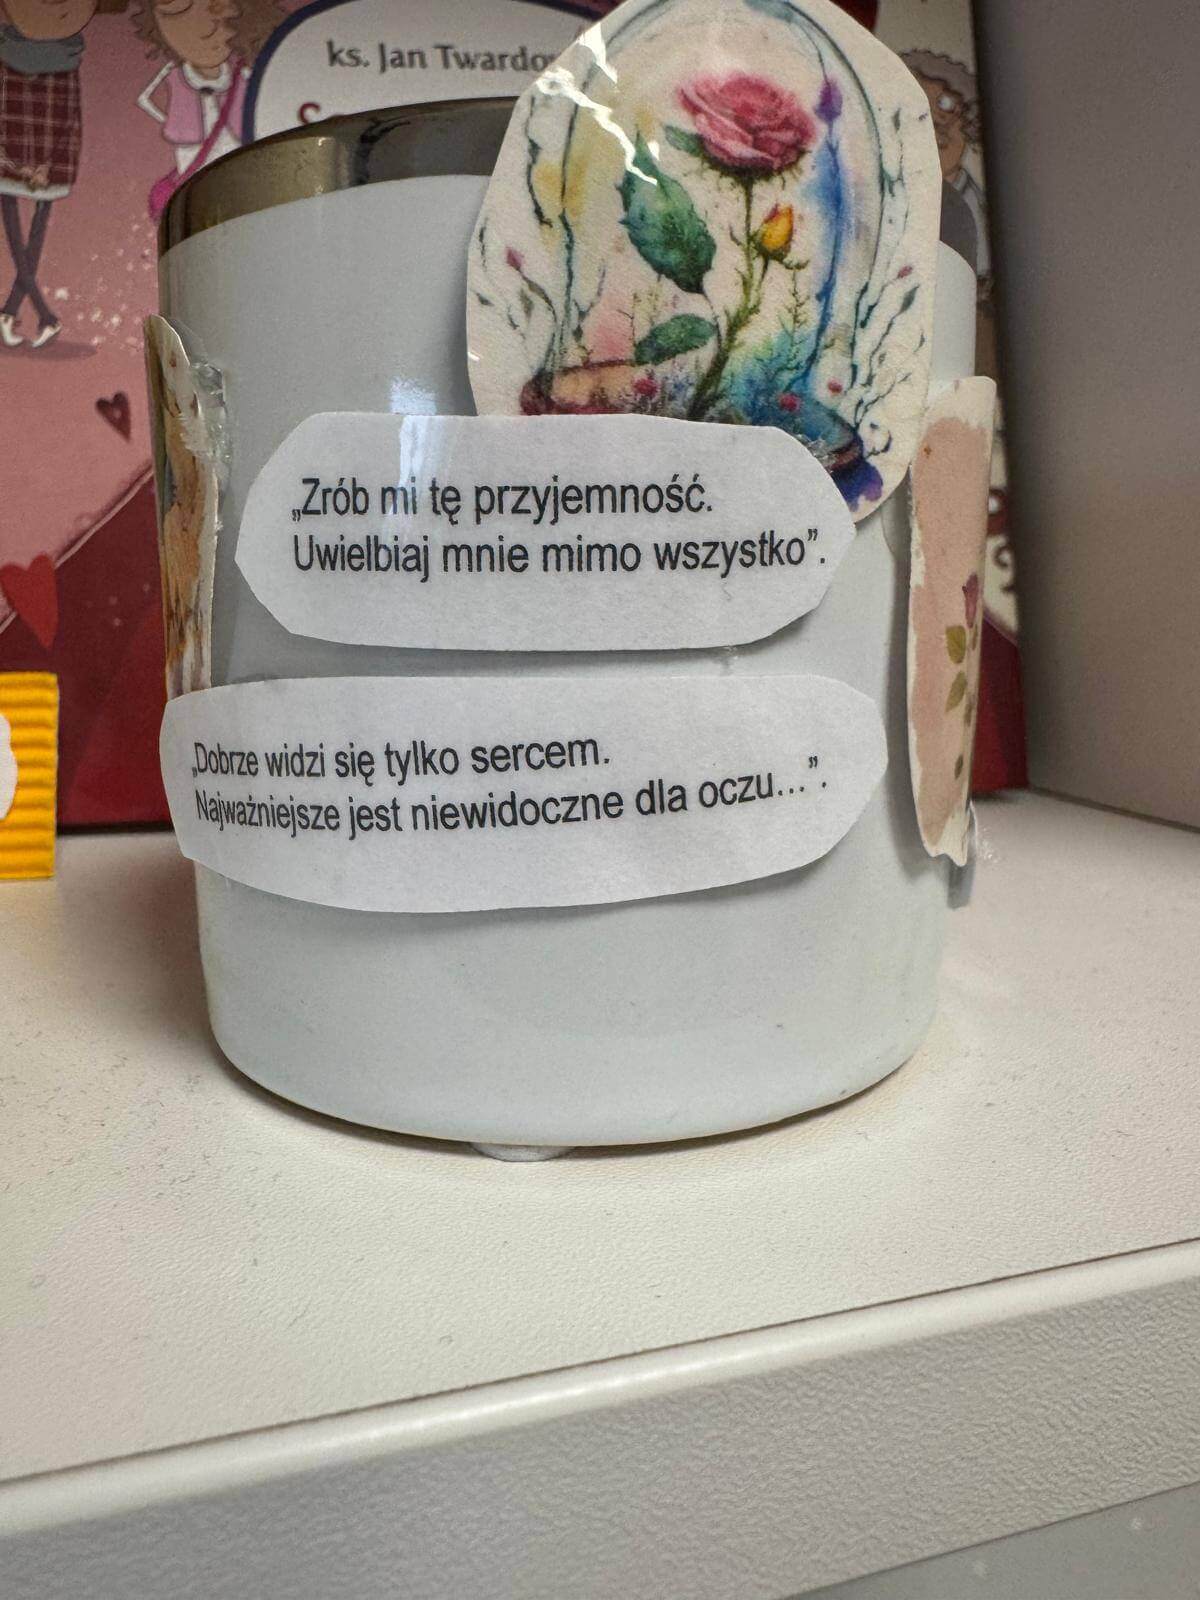 ks. Jan Twardo
„Zrób mi tę przyjemność.
Uwielbiaj mnie mimo wszystko”.
„Dobrze widzi się tylko sercem.
Najważniejsze jest niewidoczne dla oczu...”.